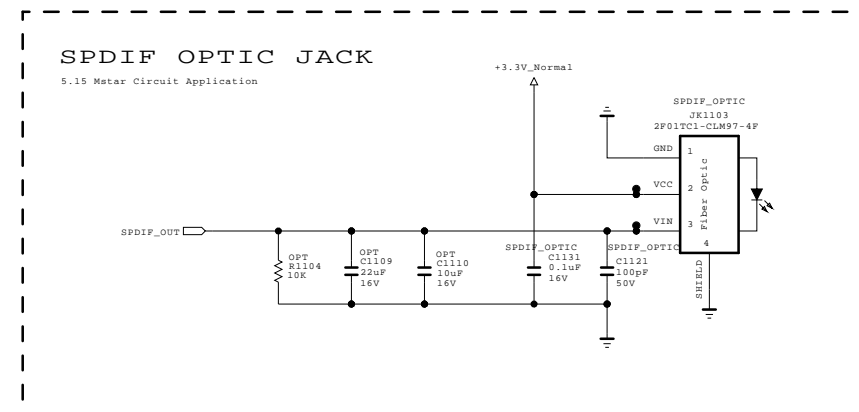 SPDIF OPTIC JACK
5.15 Mstar Circuit Application
+3.3V_Normal
SPDIF_OPTIC
JK1103
2F01TC1-CLM97-4F
GND
1
VCC
2
VIN
3
4
Fiber Optic
SHIELD
SPDIF_OUT
OPT
R1104
10K
OPT
C1109
22uF
16V
OPT
C1110
10uF
16V
SPDIF_OPTIC
C1131
0.1uF
16V
SPDIF_OPTIC
C1121
100pF
50V